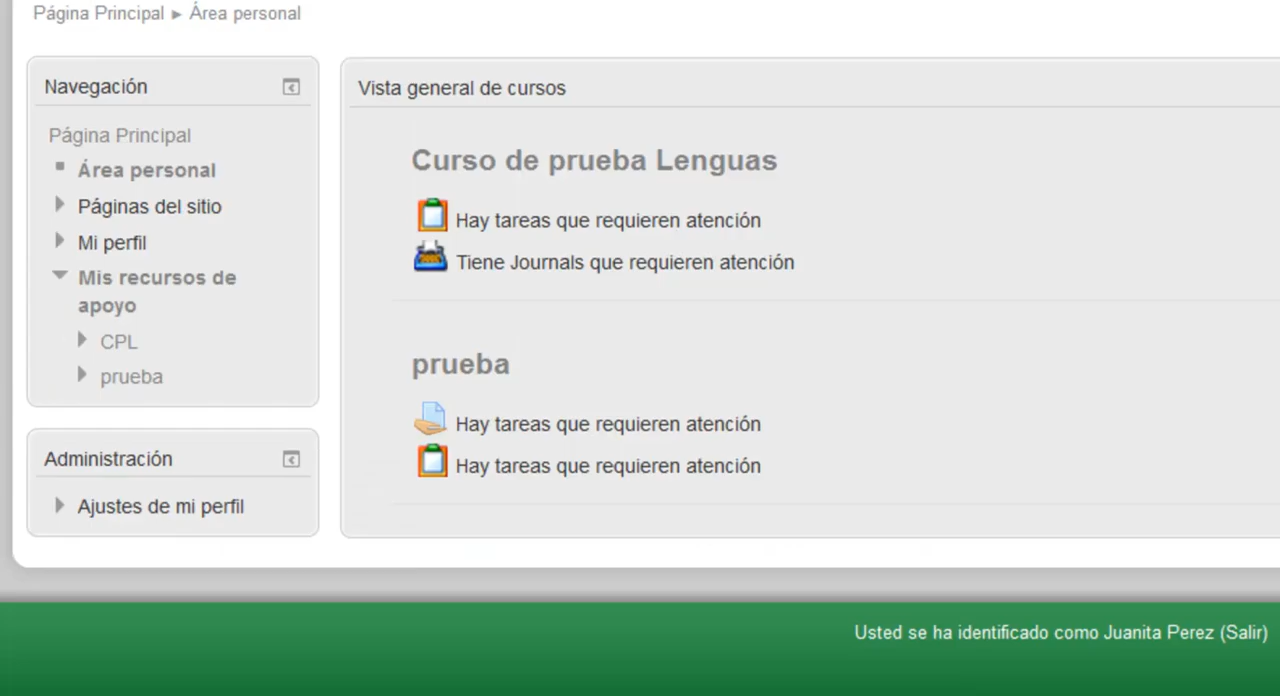 Página Principal ► Área personal
Navegación
Página Principal
Área personal
Páginas del sitio
Mi perfil
Mis recursos de
apoyo
CPL
prueba
Administración
Ajustes de mi perfil
Vista general de cursos
Curso de prueba Lenguas
Hay tareas que requieren atención
Tiene Journals que requieren atención
prueba
Hay tareas que requieren atención
Hay tareas que requieren atención
Usted se ha identificado como Juanita Perez (Salir)